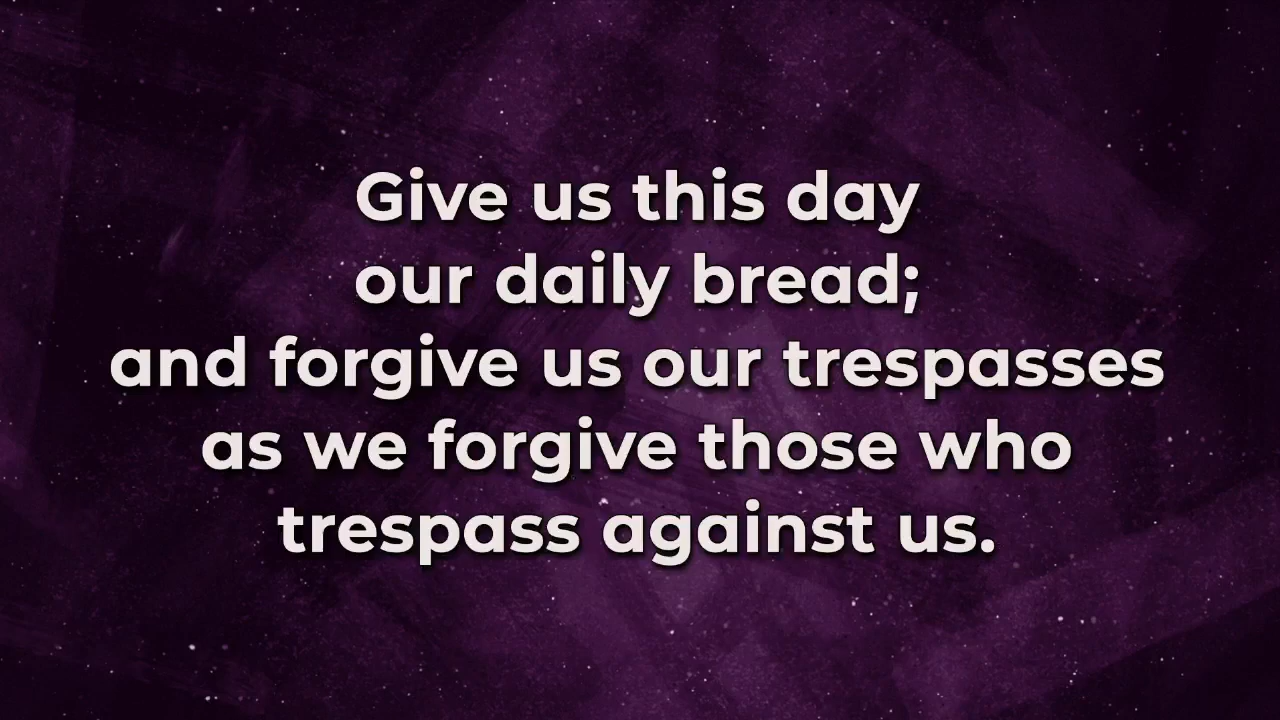 Give us this day
our daily bread;
and forgive us our trespasses
as we forgive those who
trespass against us.